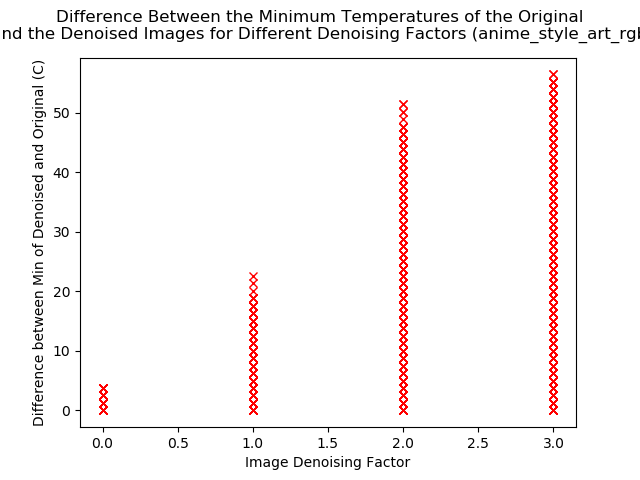 Difference Between the Minimum Temperatures of the Original
nd the Denoised Images for Different Denoising Factors (anime_style_art_rgb
Difference between Min of Denoised and Original (C)
50
40
30
20
10
0
0.0 0.5 1.0 1.5 2.0 2.5 3.0
Image Denoising Factor